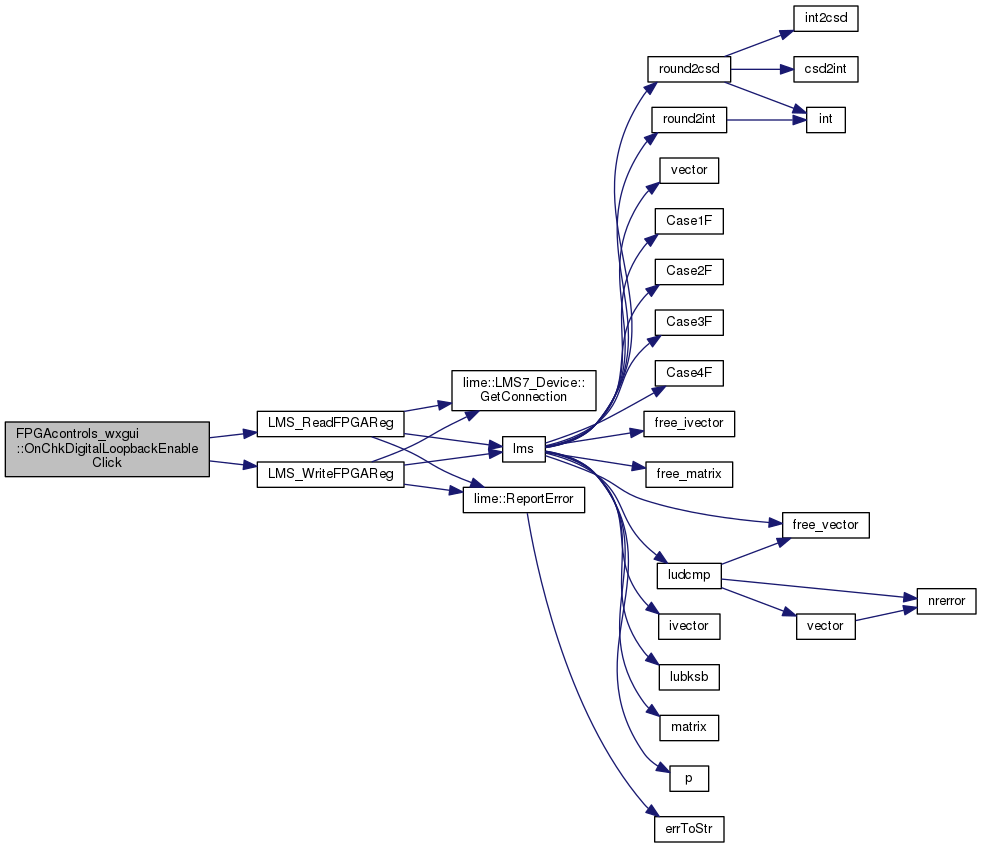 FPGAcontrols_wxgui
::OnChkDigitalLoopbackEnable
Click
LMS_ReadFPGAReg
LMS_WriteFPGAReg
lime::LMS7_Device::
GetConnection
lms
lime::ReportError
round2csd
round2int
vector
Case1F
Case2F
Case3F
Case4F
free_ivector
free_matrix
ludcmp
ivector
lubksb
matrix
p
errToStr
int2csd
csd2int
int
free_vector
vector
nrerror